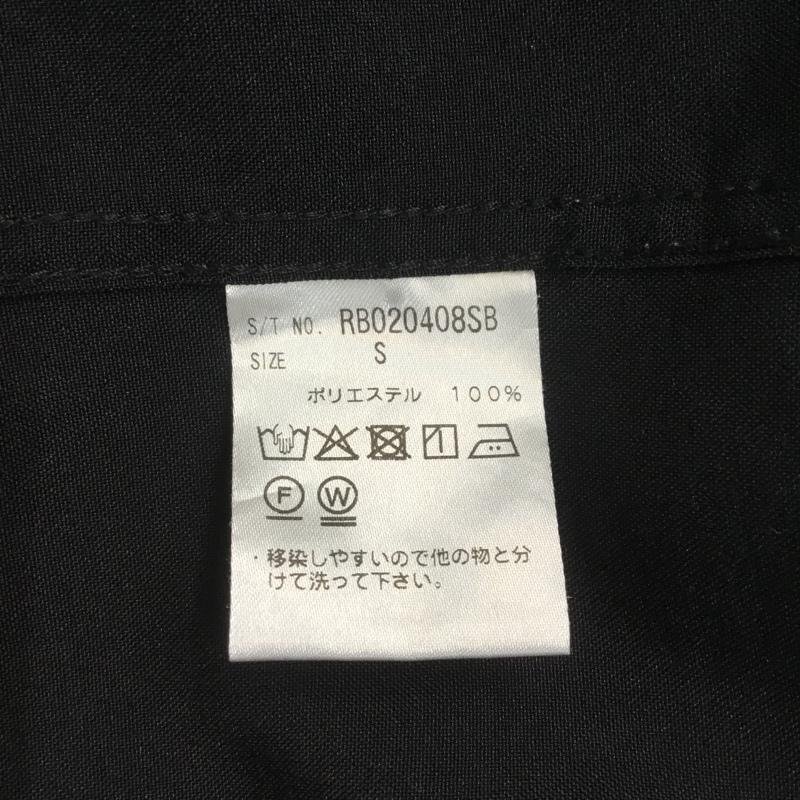 S/T NO. RB020408SB
SIZE S
ポリエステル 100%
F W
・移染しやすいので他の物と分
けて洗って下さい。